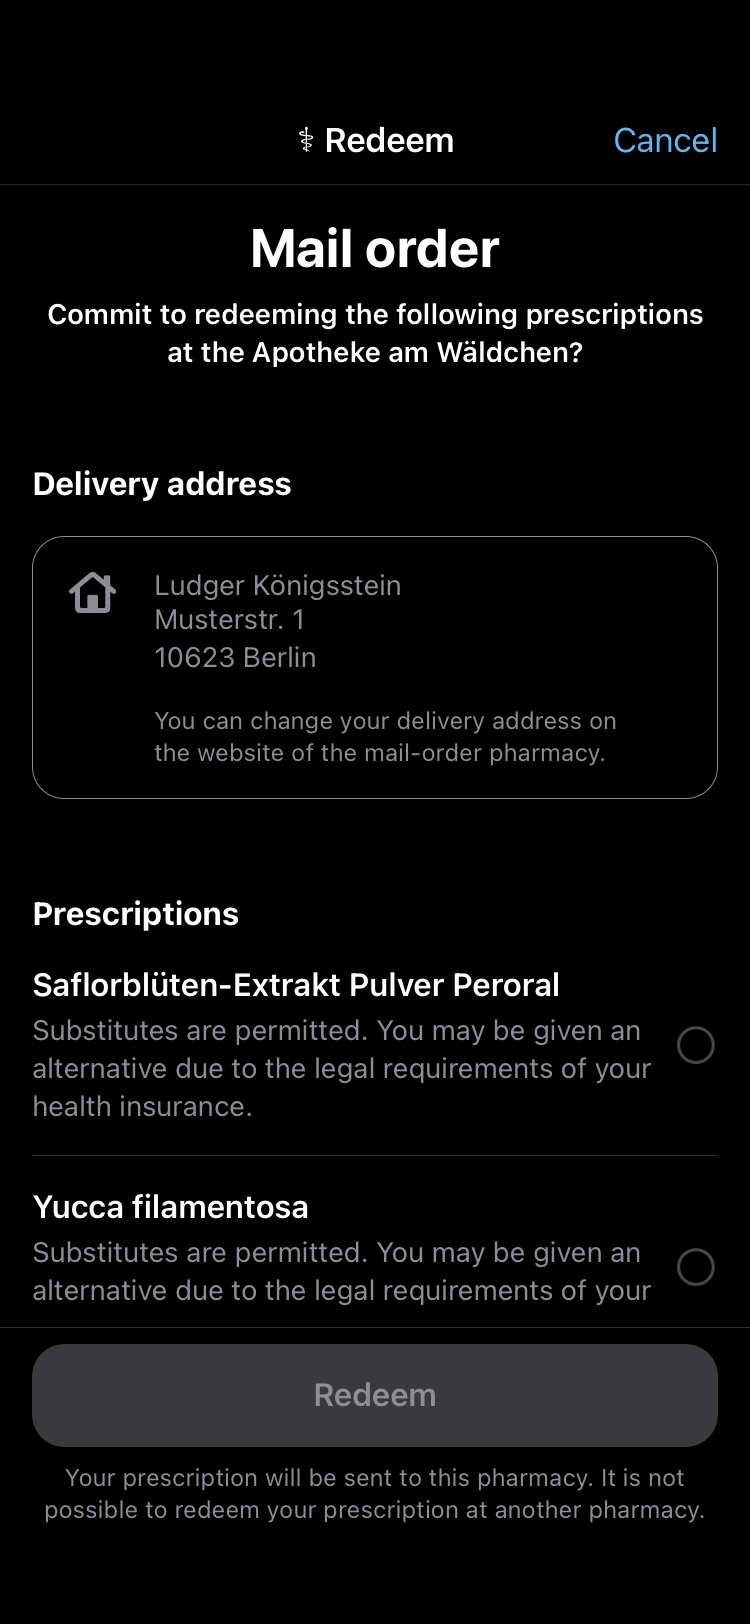 ⚕ Redeem
Cancel
Mail order
Commit to redeeming the following prescriptions
at the Apotheke am Wäldchen?
Delivery address
Ludger Königsstein
Musterstr. 1
10623 Berlin
You can change your delivery address on
the website of the mail-order pharmacy.
Prescriptions
Saflorblüten-Extrakt Pulver Peroral
Substitutes are permitted. You may be given an
alternative due to the legal requirements of your
health insurance.
Yucca filamentosa
Substitutes are permitted. You may be given an
alternative due to the legal requirements of your
Redeem
Your prescription will be sent to this pharmacy. It is not
possible to redeem your prescription at another pharmacy.